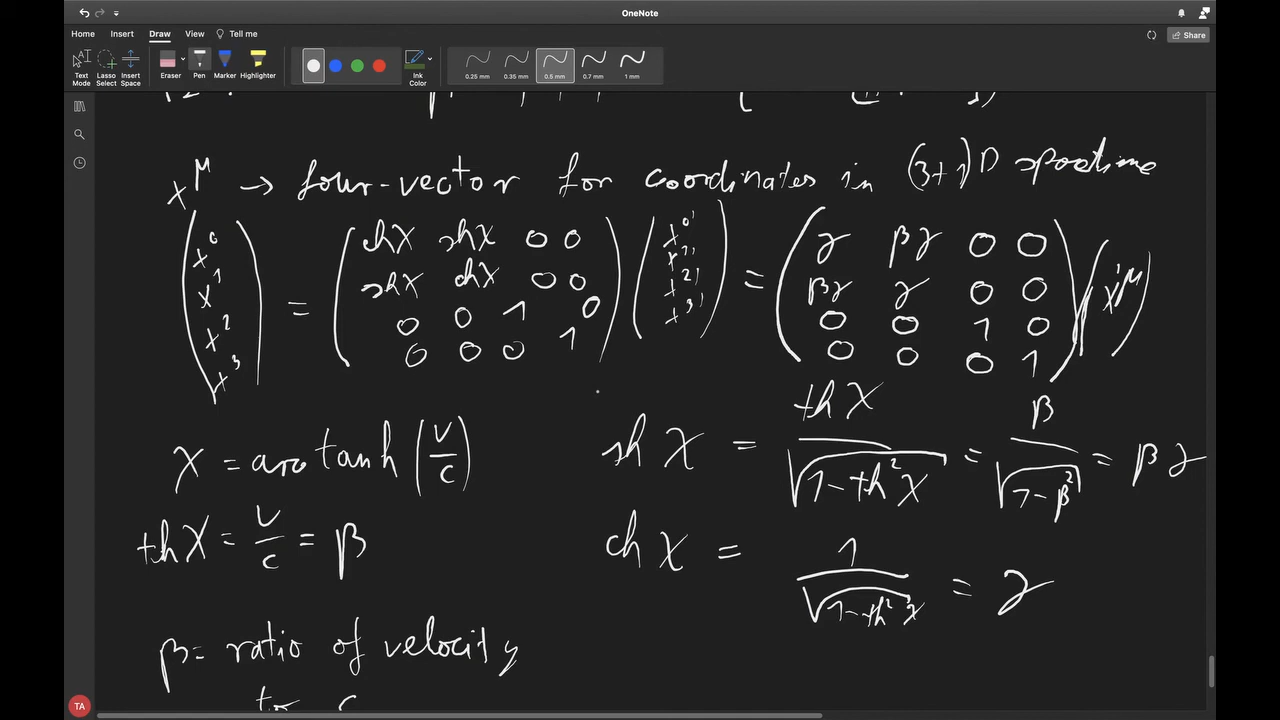 OneNote
Home Insert Draw View Tell me
Share
Text Mode Lasso Select Insert Space Eraser Pen Marker Highlighter Ink Color 0.25 mm 0.35 mm 0.5 mm 0.7 mm 1 mm
x^μ → four-vector for coordinates in (3+1)D spacetime
(x^0 x^1 x^2 x^3) = (chχ shχ 0 0
shχ chχ 0 0
0 0 1 0
0 0 0 1) (x^0' x^1' x^2' x^3') = (γ βγ 0 0
βγ γ 0 0
0 0 1 0
0 0 0 1) (x'^μ)
χ = arctanh (v/c)
shχ = thχ/√(1-th²χ) = β/√(1-β²) = βγ
thχ = v/c = β
chχ = 1/√(1-th²χ) = γ
β = ratio of velocity
to c
TA